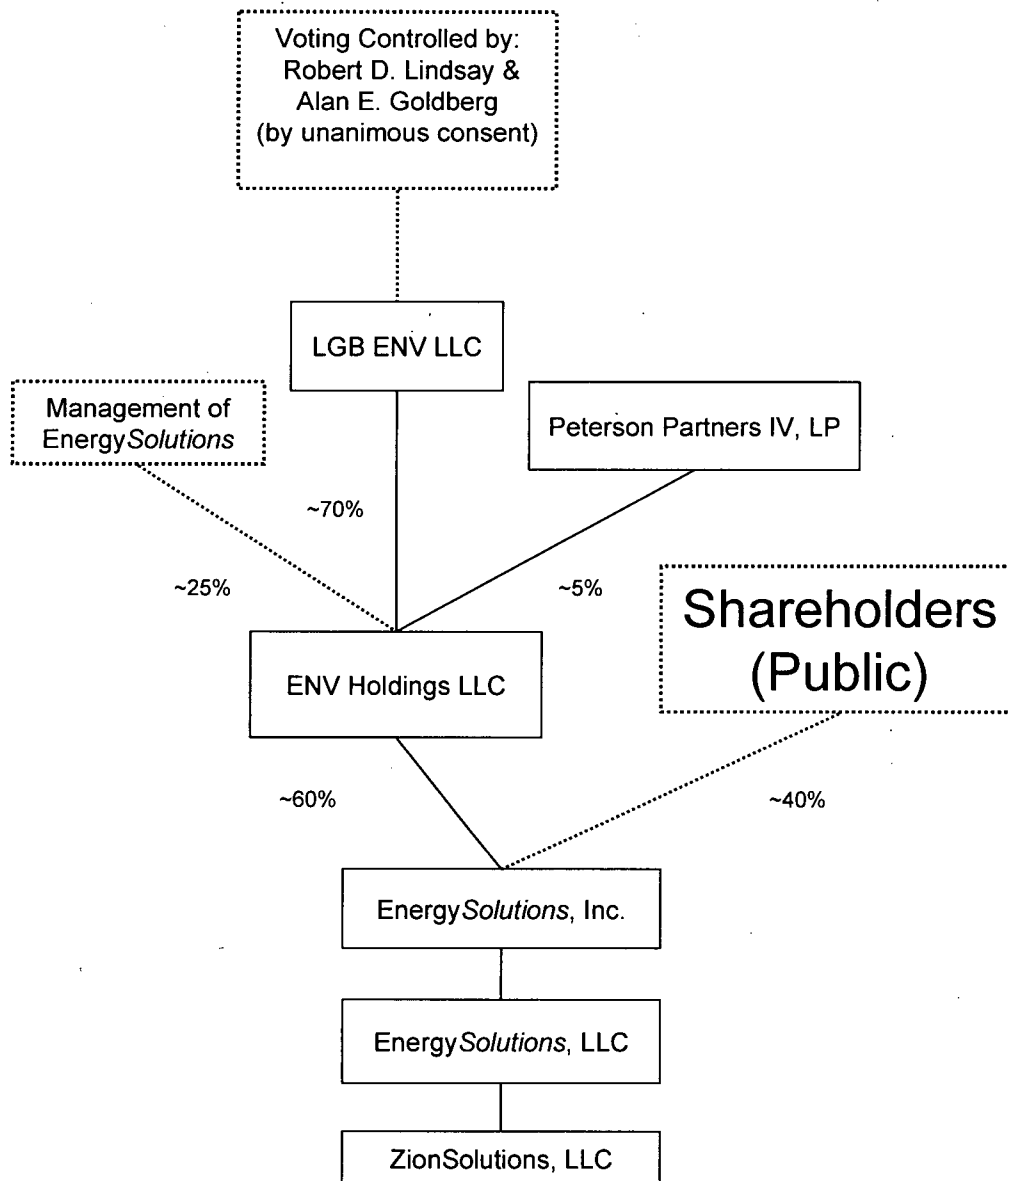 Voting Controlled by:
Robert D. Lindsay &
Alan E. Goldberg
(by unanimous consent)
LGB ENV LLC
Management of
EnergySolutions
Peterson Partners IV, LP
~70%
~25%
~5%
Shareholders
(Public)
ENV Holdings LLC
~60%
~40%
EnergySolutions, Inc.
EnergySolutions, LLC
ZionSolutions, LLC